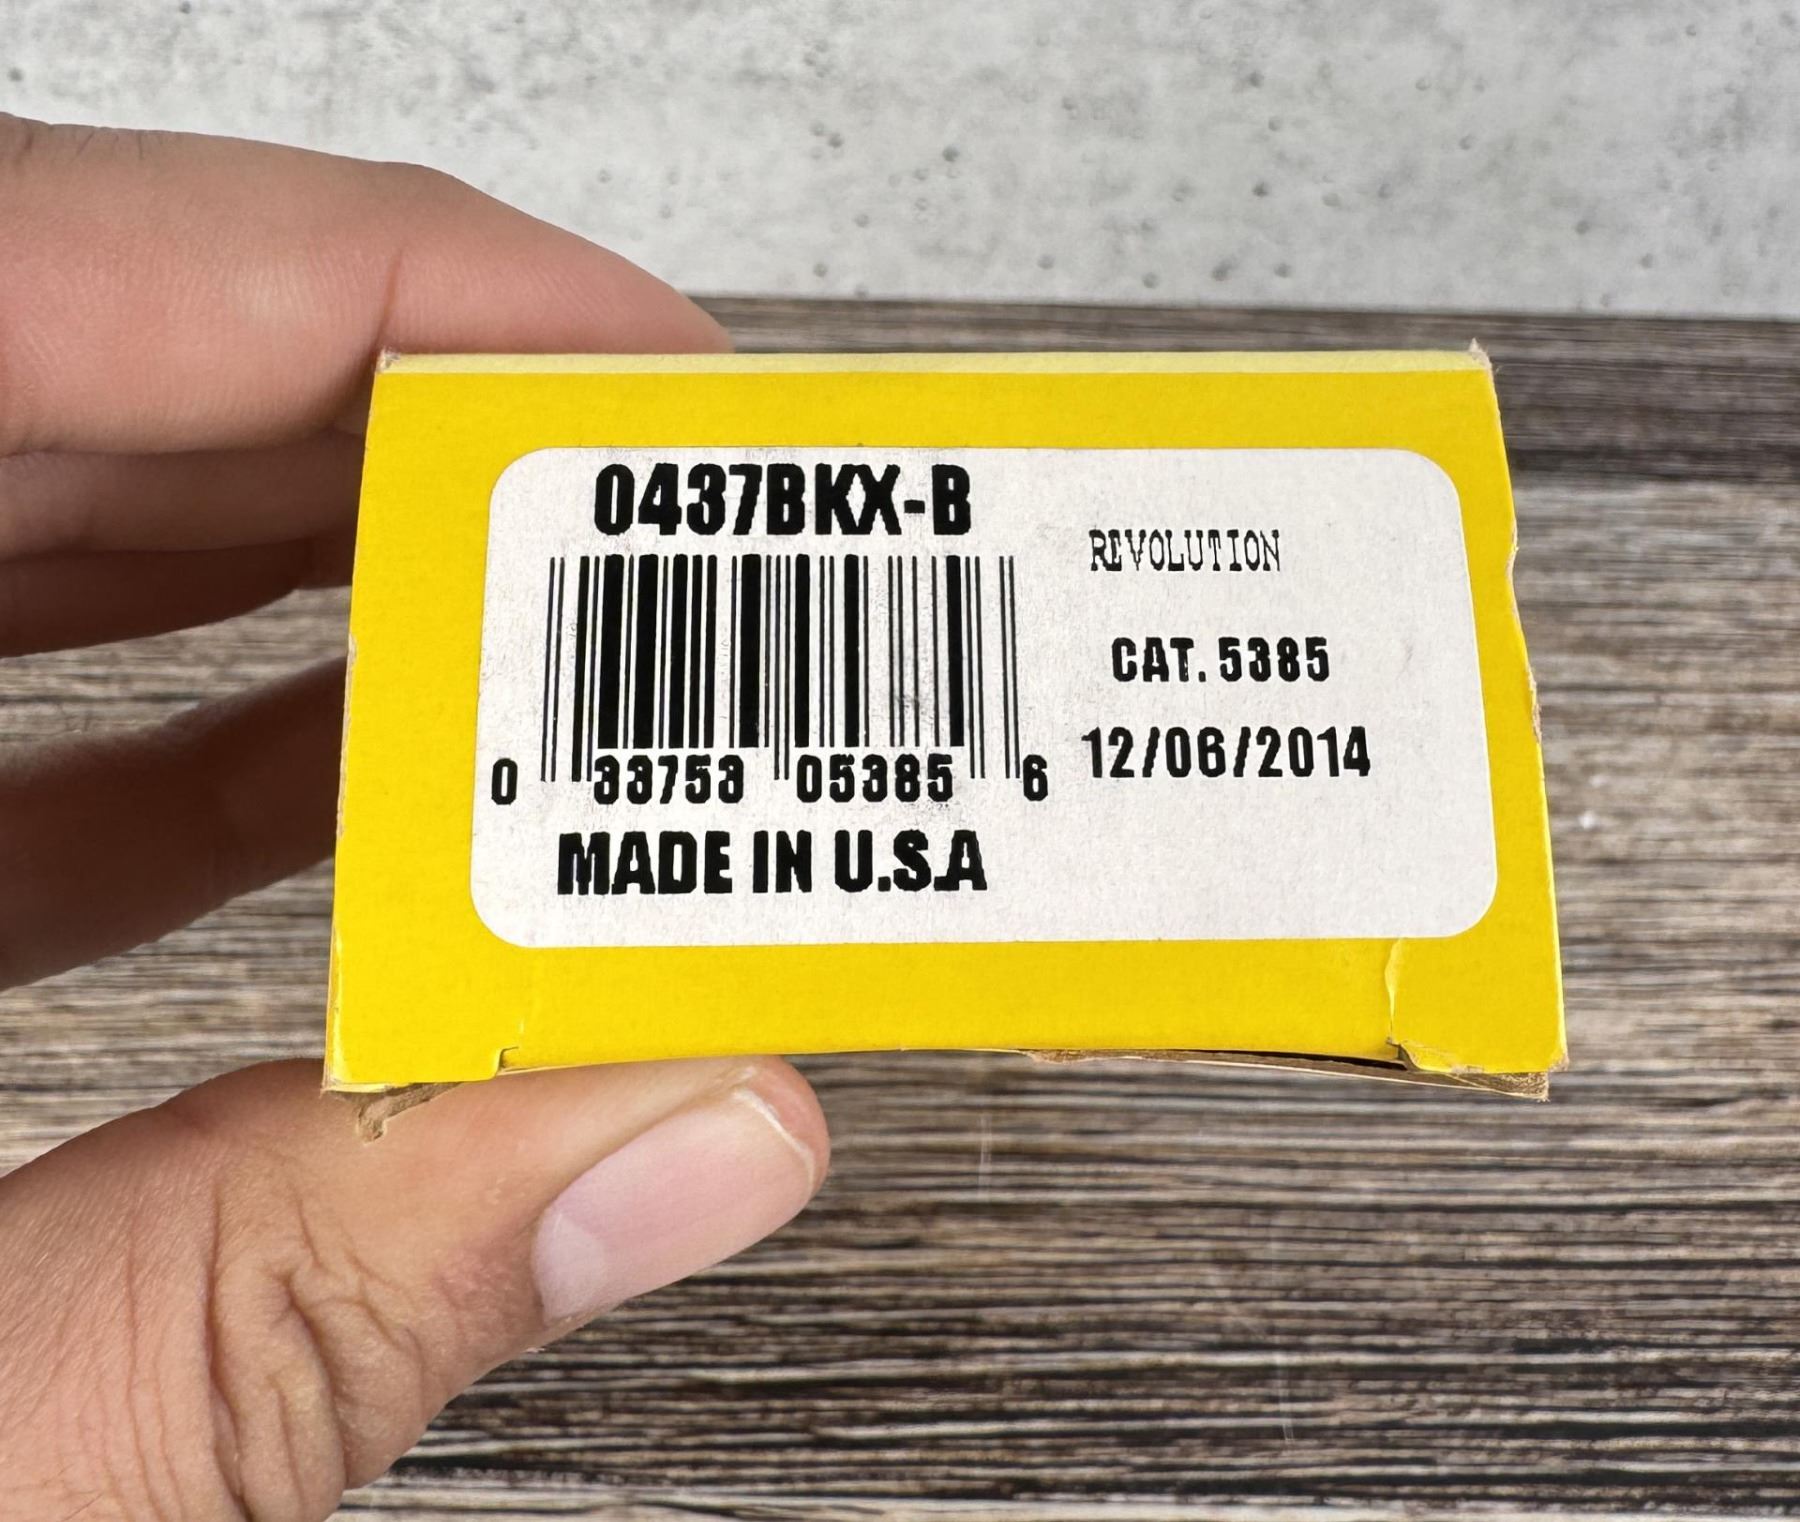 0437BKX-B
REVOLUTION
CAT. 5385
12/06/2014
0 33753 05385 6
MADE IN U.S.A